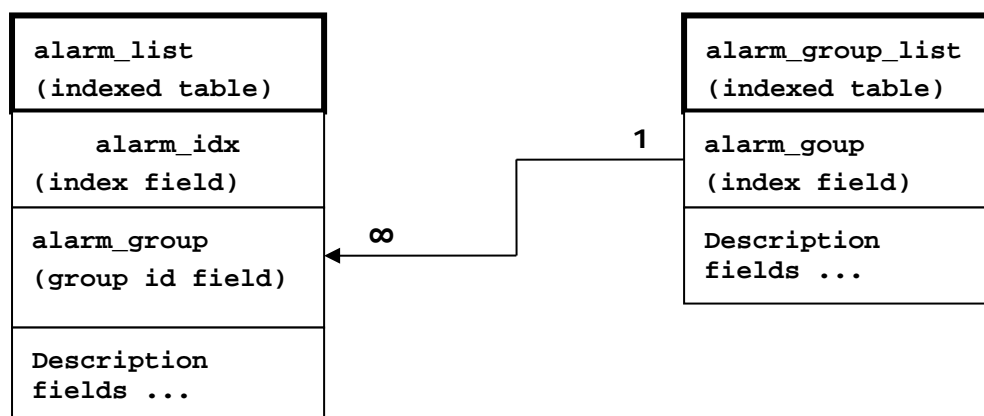 alarm_list
(indexed table)
alarm_idx
(index field)
alarm_group
(group id field)
Description
fields ...
∞
1
alarm_group_list
(indexed table)
alarm_goup
(index field)
Description
fields ...